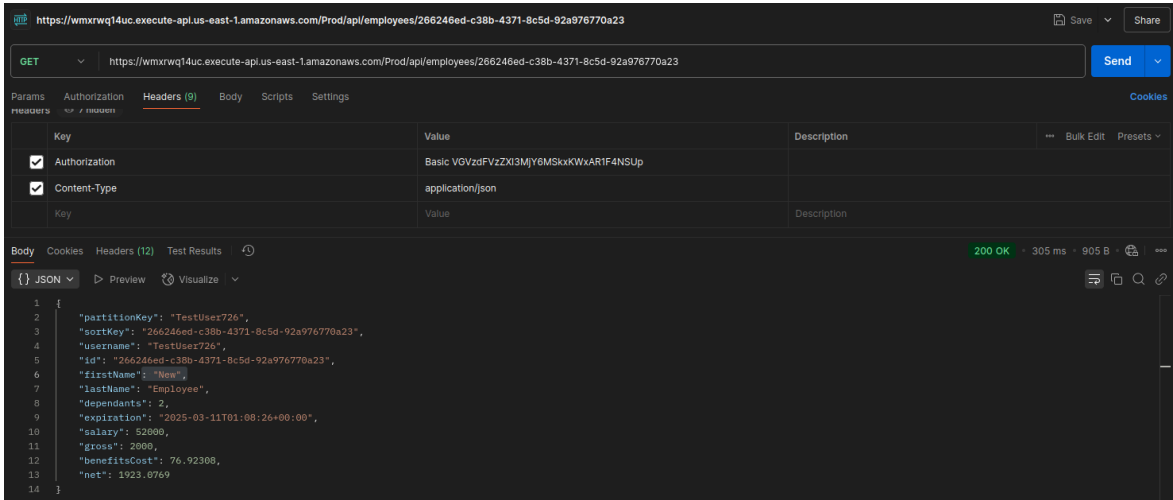 HTTP https://wmxrwq14uc.execute-api.us-east-1.amazonaws.com/Prod/api/employees/266246ed-c38b-4371-8c5d-92a976770a23 Save Share
GET https://wmxrwq14uc.execute-api.us-east-1.amazonaws.com/Prod/api/employees/266246ed-c38b-4371-8c5d-92a976770a23 Send
Params Authorization Headers (9) Body Scripts Settings Cookies
Headers 7 hidden
Key Value Description Bulk Edit Presets
Authorization Basic VGVzdFVzZXI3MjY6MSkxKWxAR1F4NSUp
Content-Type application/json
Key Value Description
Body Cookies Headers (12) Test Results 200 OK • 305 ms • 905 B
{} JSON Preview Visualize
1 {
2 "partitionKey": "TestUser726",
3 "sortKey": "266246ed-c38b-4371-8c5d-92a976770a23",
4 "username": "TestUser726",
5 "id": "266246ed-c38b-4371-8c5d-92a976770a23",
6 "firstName": "New",
7 "lastName": "Employee",
8 "dependants": 2,
9 "expiration": "2025-03-11T01:08:26+00:00",
10 "salary": 52000,
11 "gross": 2000,
12 "benefitsCost": 76.92308,
13 "net": 1923.0769
14 }